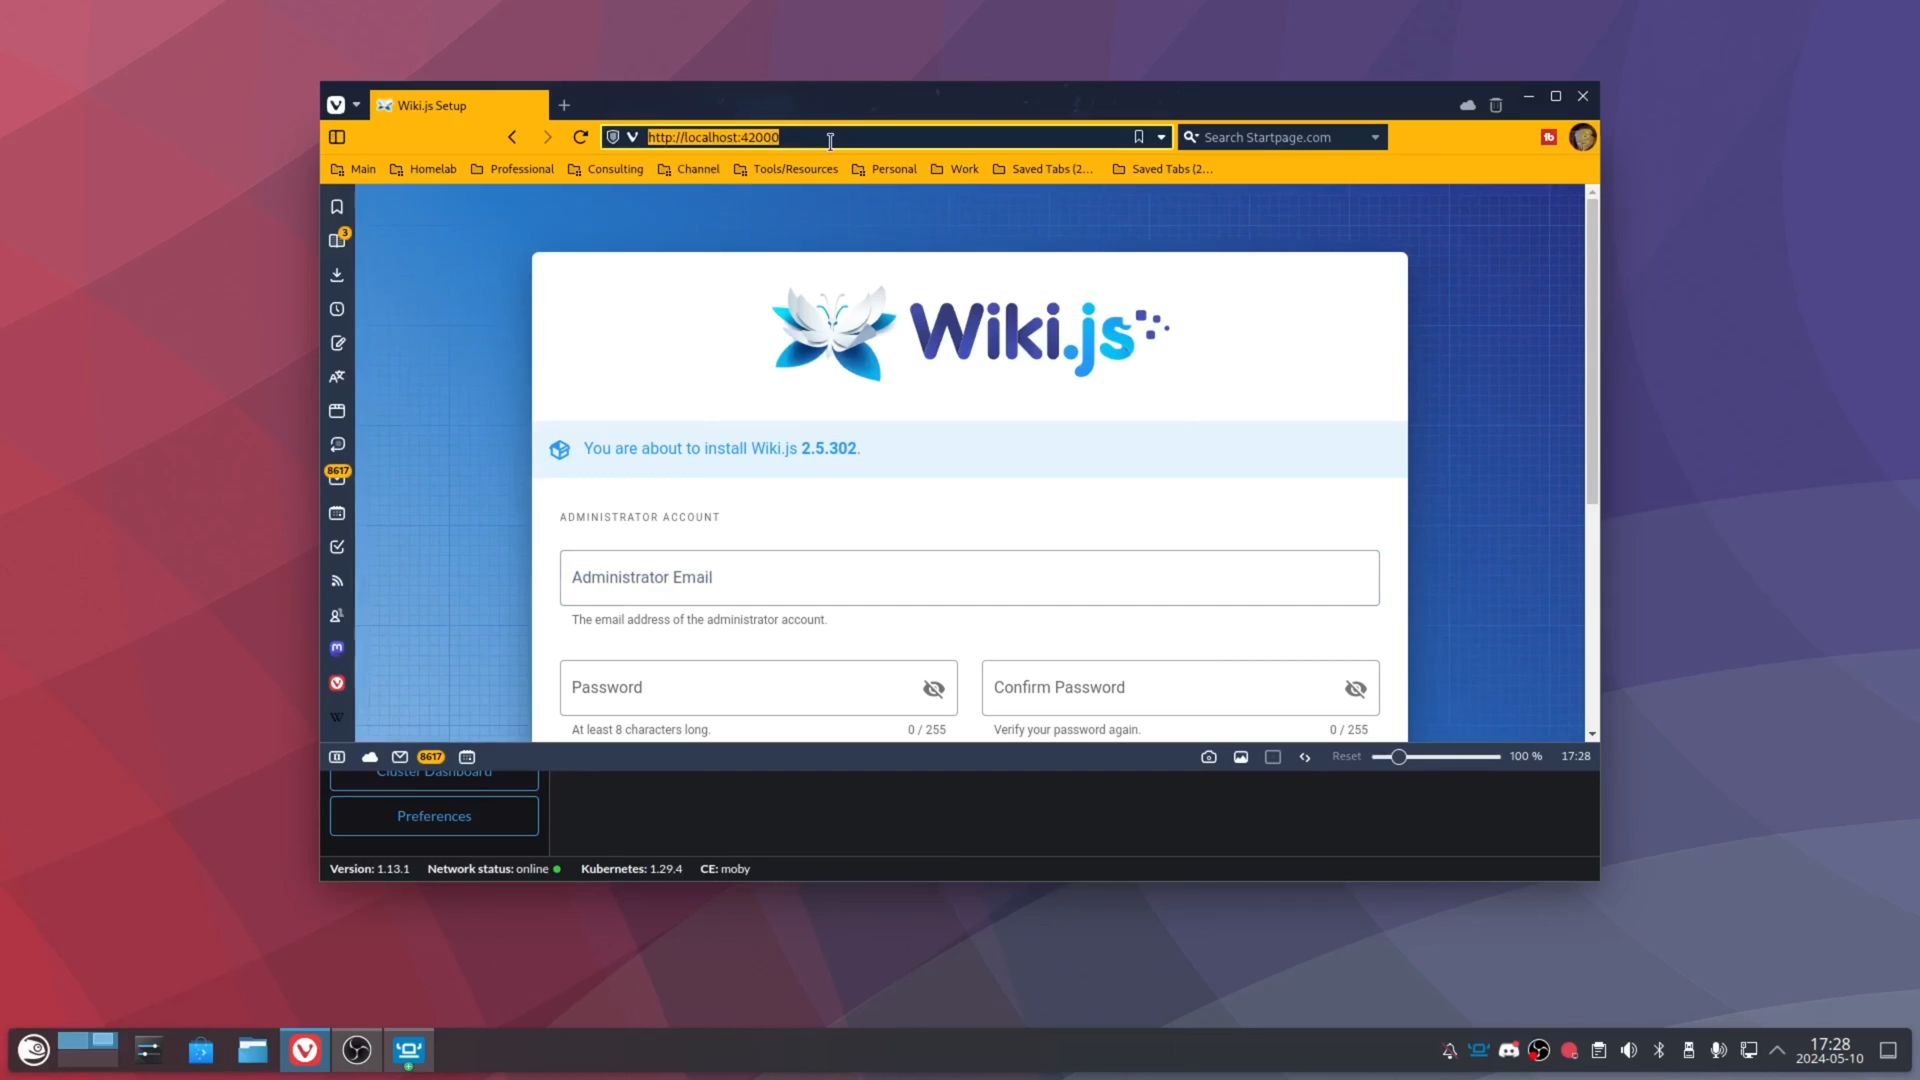 Wiki.js Setup
http://localhost:42000
Search Startpage.com
Main
Homelab
Professional
Consulting
Channel
Tools/Resources
Personal
Work
Saved Tabs (2...
Saved Tabs (2...
3
8617
Wiki.js
You are about to install Wiki.js 2.5.302.
ADMINISTRATOR ACCOUNT
Administrator Email
The email address of the administrator account.
Password
Confirm Password
At least 8 characters long.
0 / 255
Verify your password again.
0 / 255
8617
Reset
100 %
17:28
Cluster Dashboard
Preferences
Version: 1.13.1
Network status: online
Kubernetes: 1.29.4
CE: moby
17:28
2024-05-10